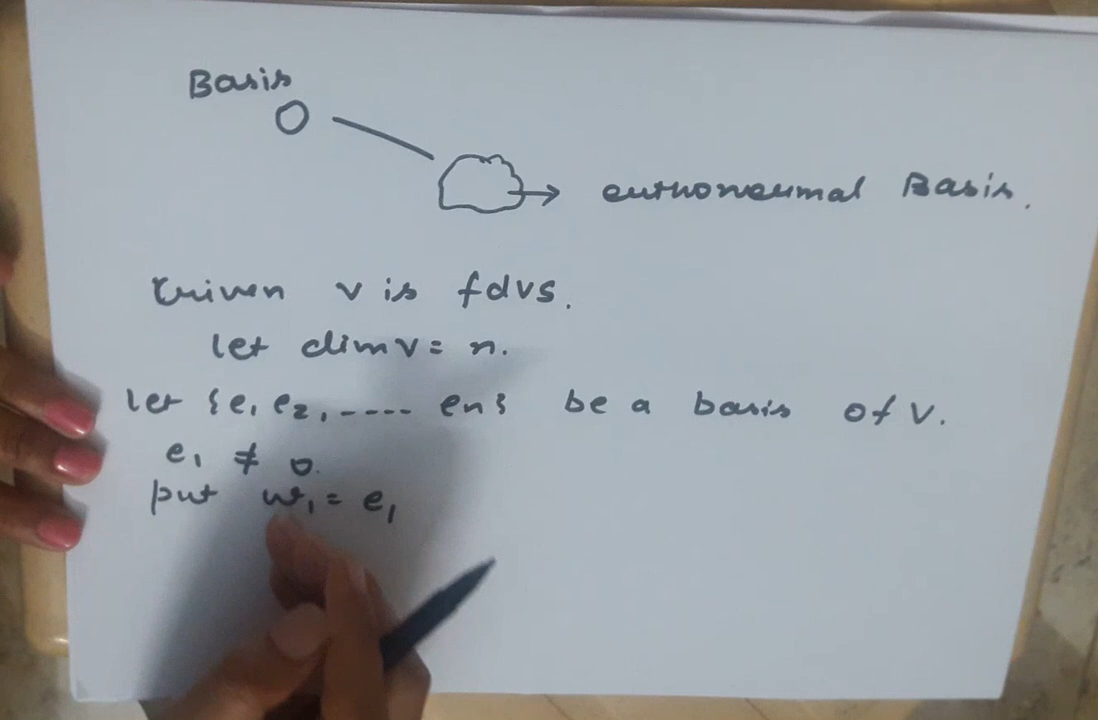 Basis
orthonormal Basis.
Given v is fdvs.
let dim v = n.
let {e1 e2, ---- en} be a basis of v.
e1 ≠ 0.
put w1 = e1